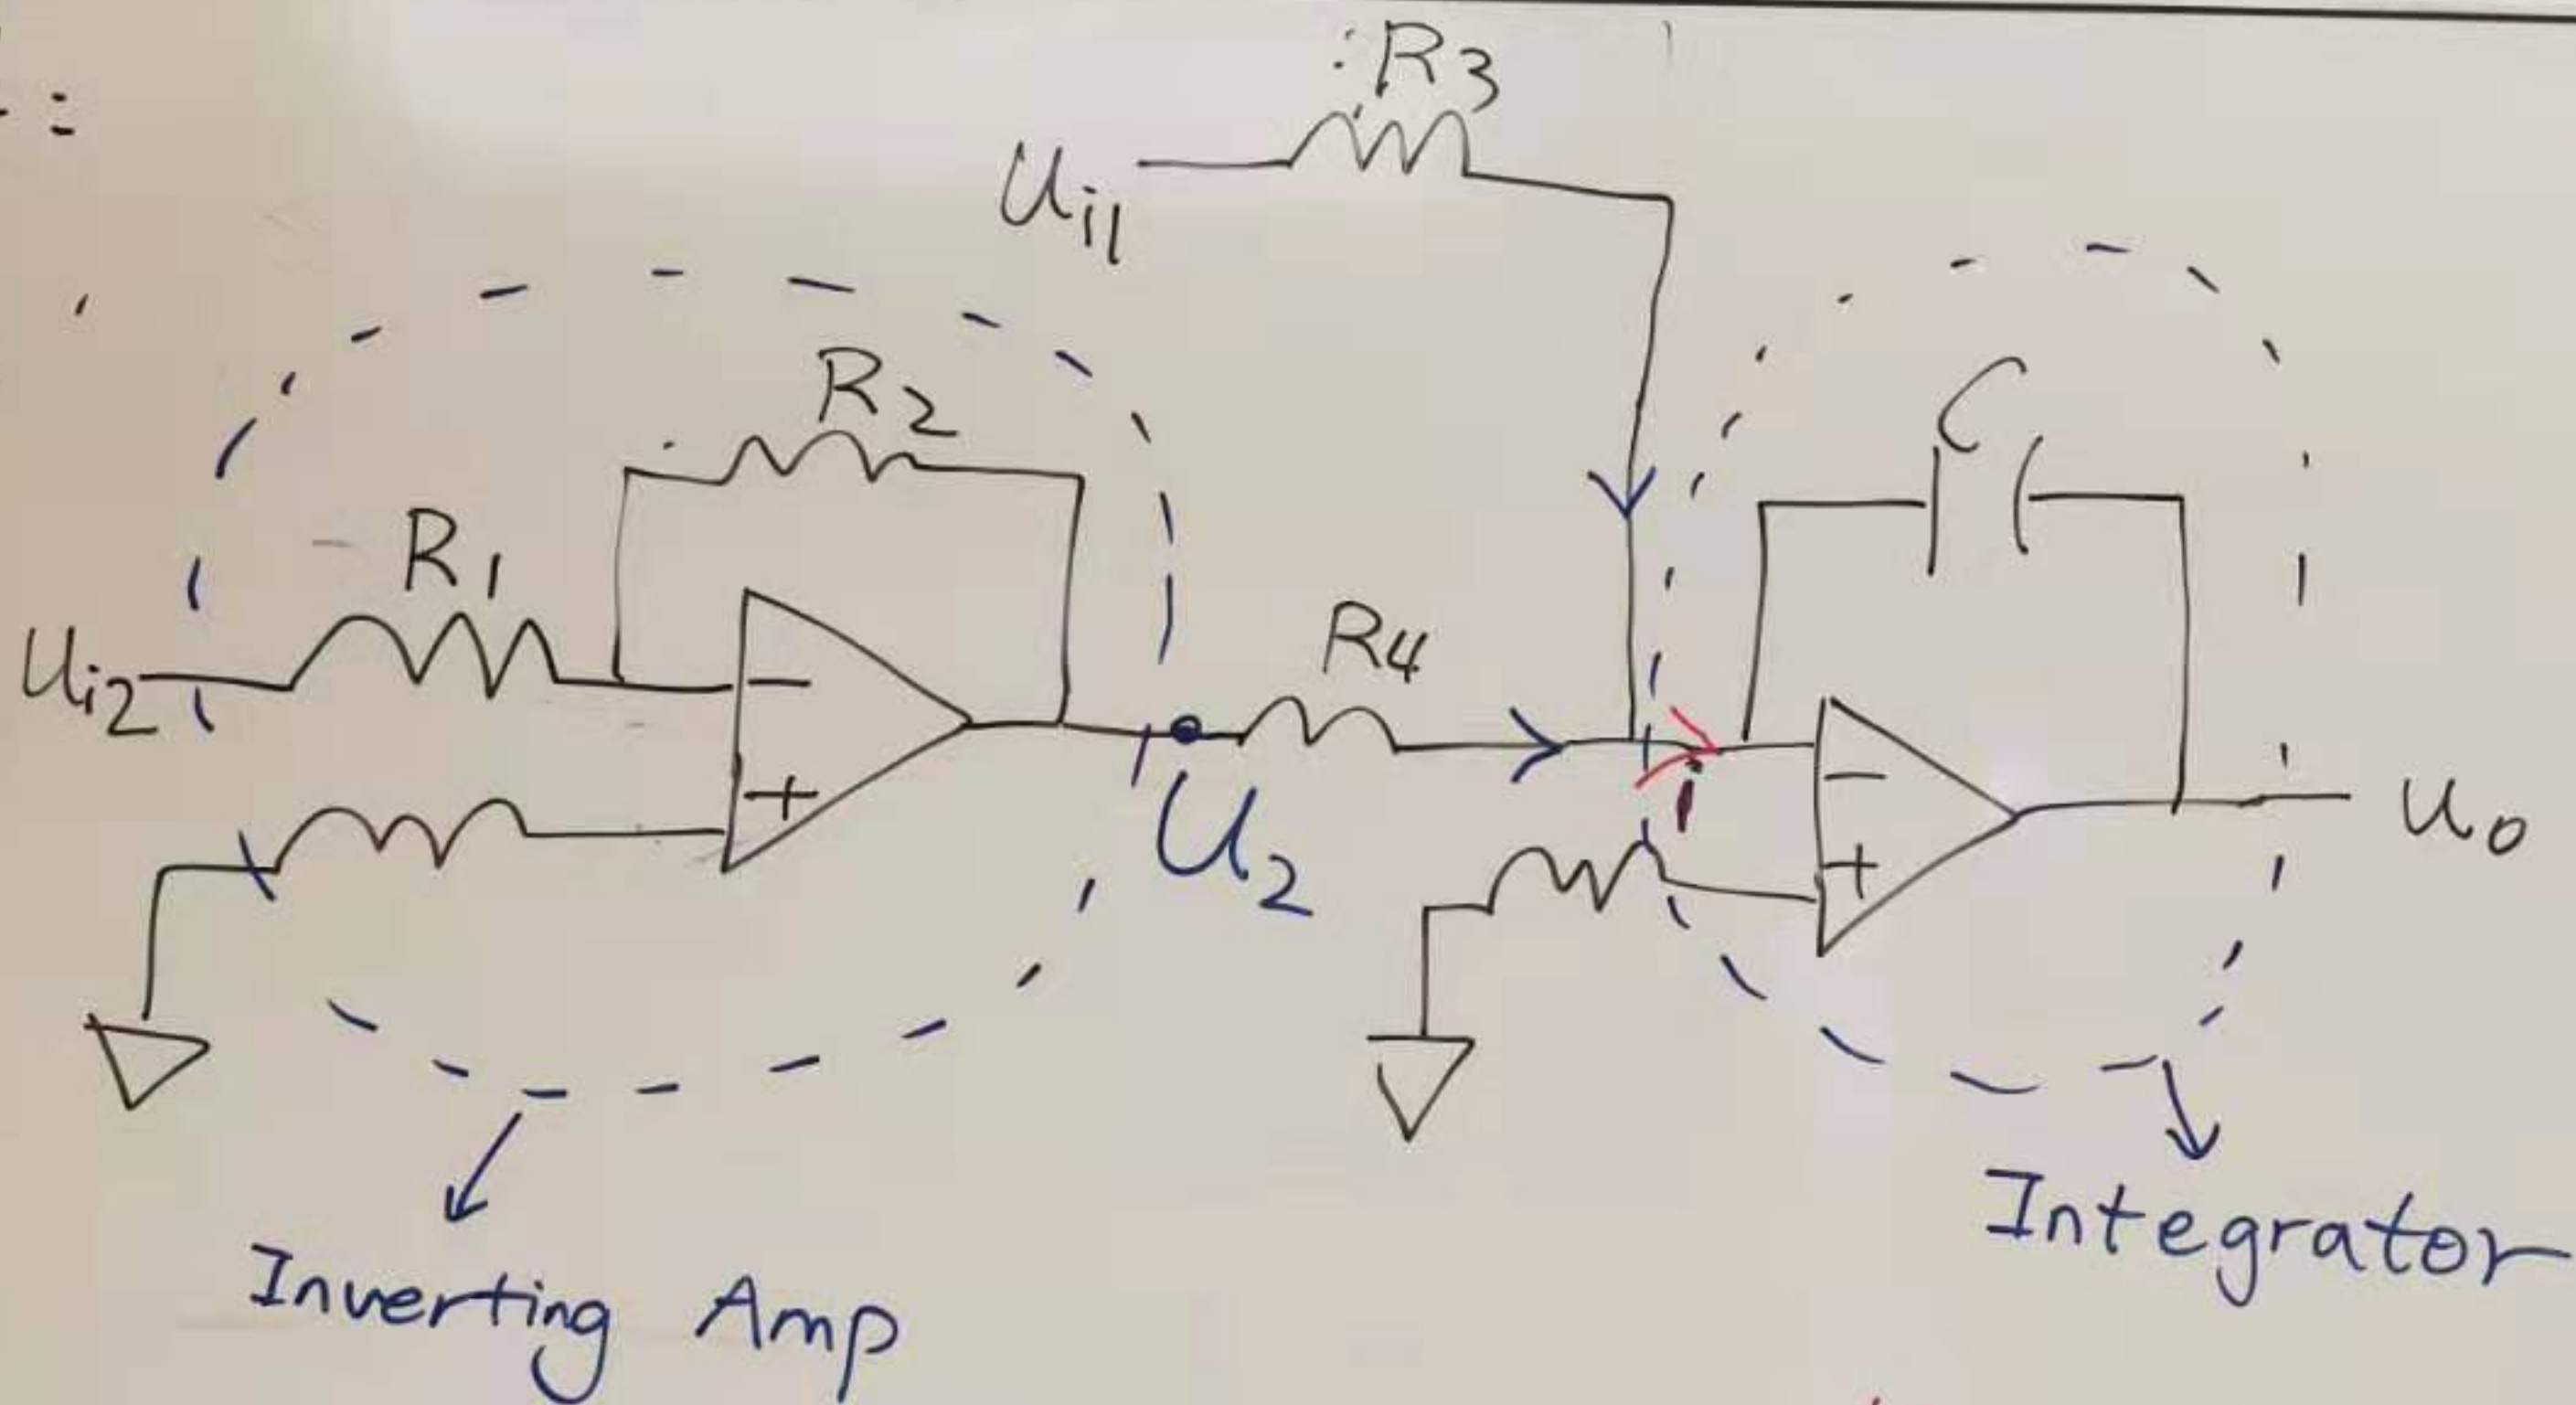 R3
Ui1
R2
C
R1
Ui2
R4
−
+
U2
i
−
+
Uo
Inverting Amp
Integrator